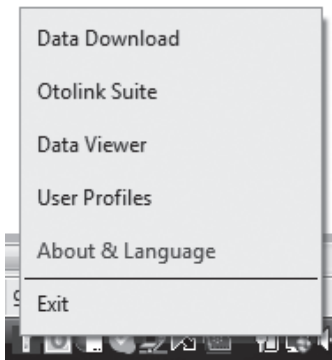 Data Download
Otolink Suite
Data Viewer
User Profiles
About & Language
Exit